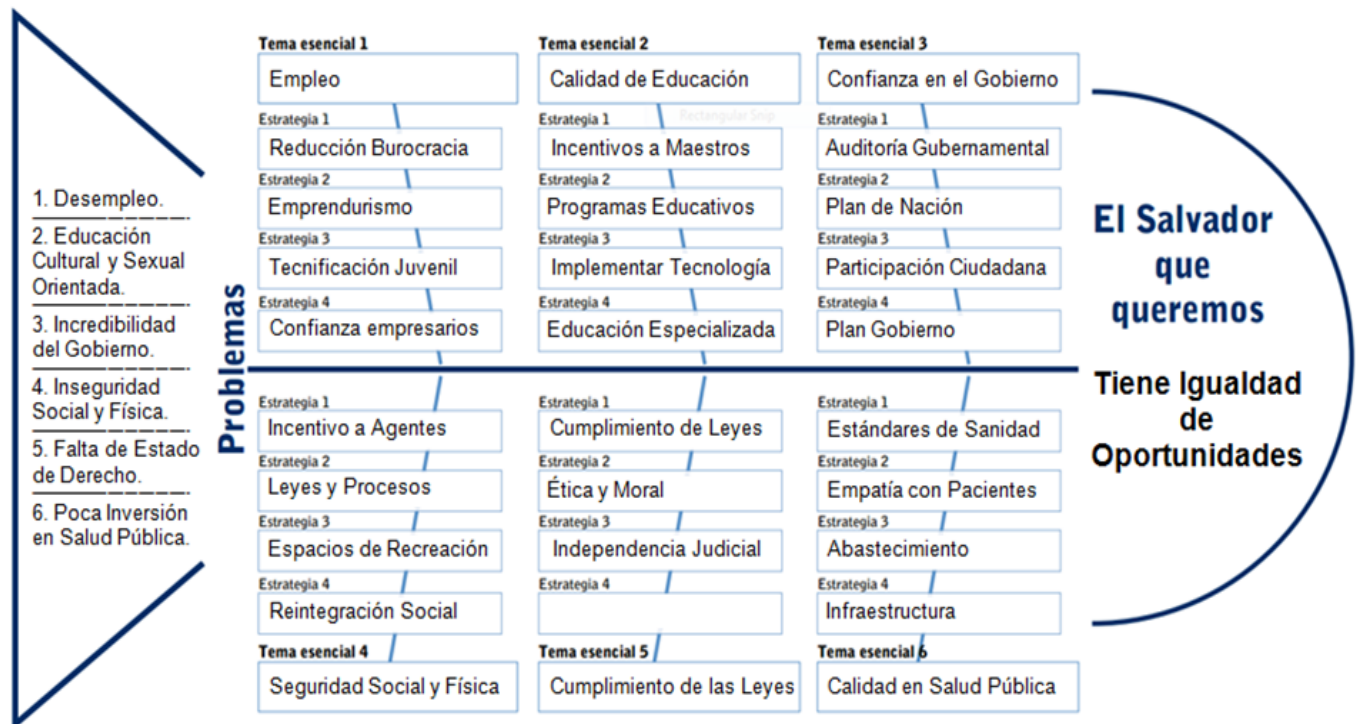 Tema esencial 1
Empleo
Estrategia 1
Reducción Burocracia
Estrategia 2
Emprendurismo
Estrategia 3
Tecnificación Juvenil
Estrategia 4
Confianza empresarios
Tema esencial 2
Calidad de Educación
Rectangular Snip
Estrategia 1
Incentivos a Maestros
Estrategia 2
Programas Educativos
Estrategia 3
Implementar Tecnología
Estrategia 4
Educación Especializada
Tema esencial 3
Confianza en el Gobierno
Estrategia 1
Auditoría Gubernamental
Estrategia 2
Plan de Nación
Estrategia 3
Participación Ciudadana
Estrategia 4
Plan Gobierno
1. Desempleo.
2. Educación
Cultural y Sexual
Orientada.
3. Incredibilidad
del Gobierno.
4. Inseguridad
Social y Física.
5. Falta de Estado
de Derecho.
6. Poca Inversión
en Salud Pública.
Problemas
El Salvador
que
queremos
Tiene Igualdad
de
Oportunidades
Estrategia 1
Incentivo a Agentes
Estrategia 2
Leyes y Procesos
Estrategia 3
Espacios de Recreación
Estrategia 4
Reintegración Social
Tema esencial 4
Seguridad Social y Física
Estrategia 1
Cumplimiento de Leyes
Estrategia 2
Ética y Moral
Estrategia 3
Independencia Judicial
Estrategia 4
Tema esencial 5
Cumplimiento de las Leyes
Estrategia 1
Estándares de Sanidad
Estrategia 2
Empatía con Pacientes
Estrategia 3
Abastecimiento
Estrategia 4
Infraestructura
Tema esencial 6
Calidad en Salud Pública